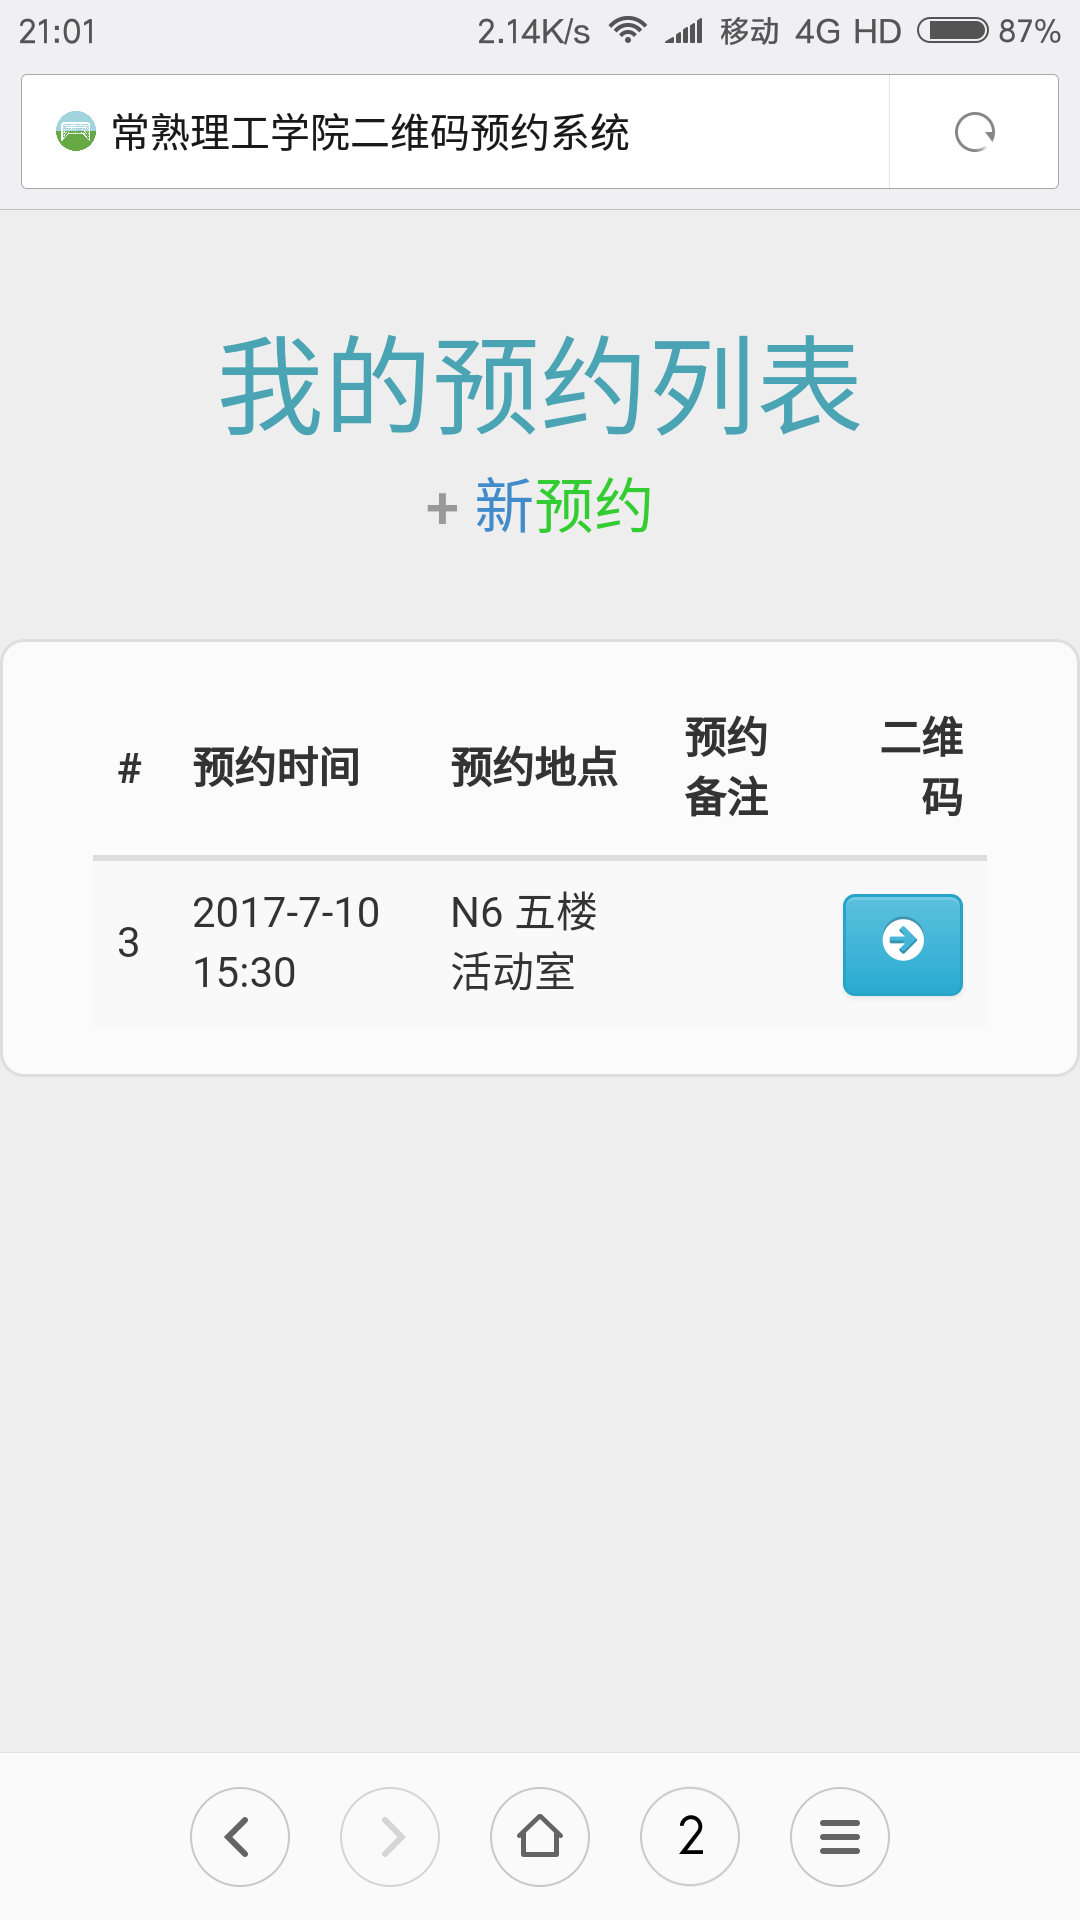 21:01 2.14K/s 移动 4G HD 87%
常熟理工学院二维码预约系统
我的预约列表
+ 新预约
# 预约时间 预约地点 预约备注 二维码
3 2017-7-10 15:30 N6 五楼活动室
2